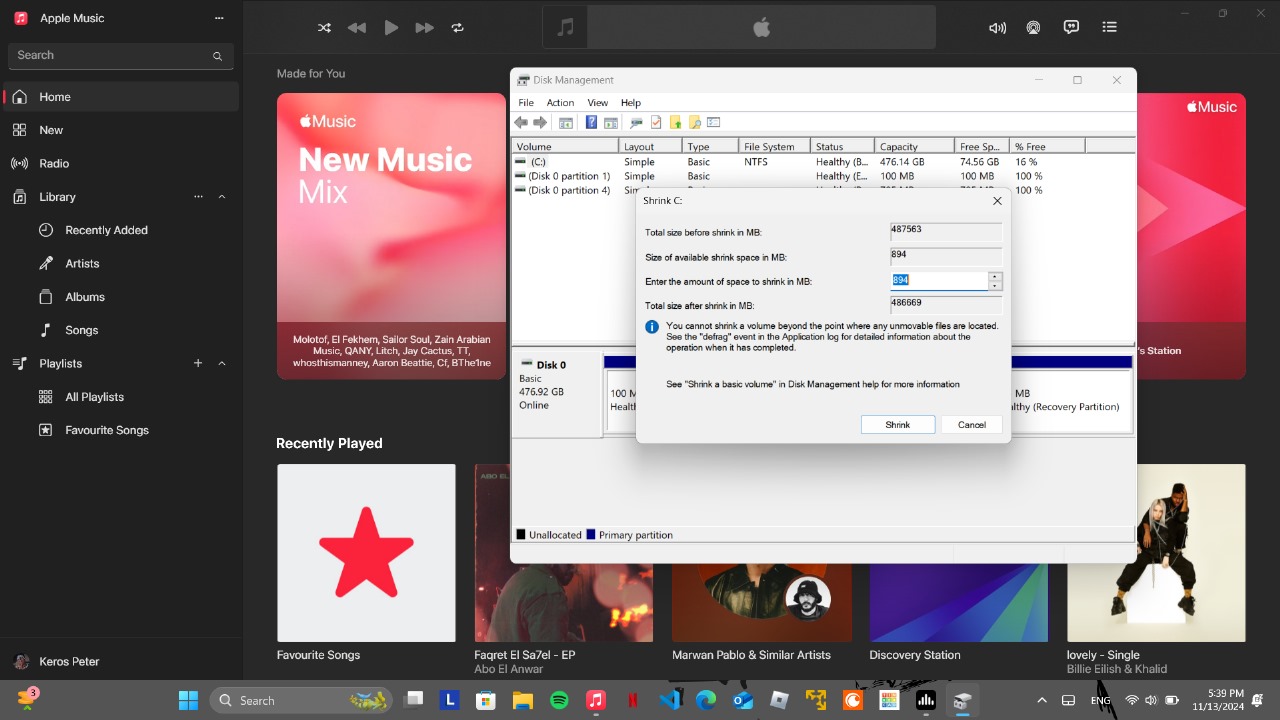 Apple Music
Search
Home
New
Radio
Library
Recently Added
Artists
Albums
Songs
Playlists
All Playlists
Favourite Songs
Keros Peter
Made for You
Music
New Music
Mix
Molotof, El Fekhem, Sailor Soul, Zain Arabian
Music, QANY, Litch, Jay Cactus, TT,
whosthismanney, Aaron Beattie, Cf, BThe1ne
Music
's Station
Disk Management
File Action View Help
Volume Layout Type File System Status Capacity Free Sp... % Free
(C:) Simple Basic NTFS Healthy (B... 476.14 GB 74.56 GB 16 %
(Disk 0 partition 1) Simple Basic Healthy (E... 100 MB 100 MB 100 %
(Disk 0 partition 4) 100 %
Shrink C:
Total size before shrink in MB: 487563
Size of available shrink space in MB: 894
Enter the amount of space to shrink in MB: 894
Total size after shrink in MB: 486669
You cannot shrink a volume beyond the point where any unmovable files are located.
See the "defrag" event in the Application log for detailed information about the
operation when it has completed.
See "Shrink a basic volume" in Disk Management help for more information
Shrink Cancel
Disk 0
Basic
476.92 GB
Online
100 M
Healt
MB
lthy (Recovery Partition)
Unallocated Primary partition
Recently Played
ABO EL
Favourite Songs
Faqret El Sa7el - EP
Abo El Anwar
Marwan Pablo & Similar Artists
Discovery Station
lovely - Single
Billie Eilish & Khalid
3
Search
L
ENG
5:39 PM
11/13/2024